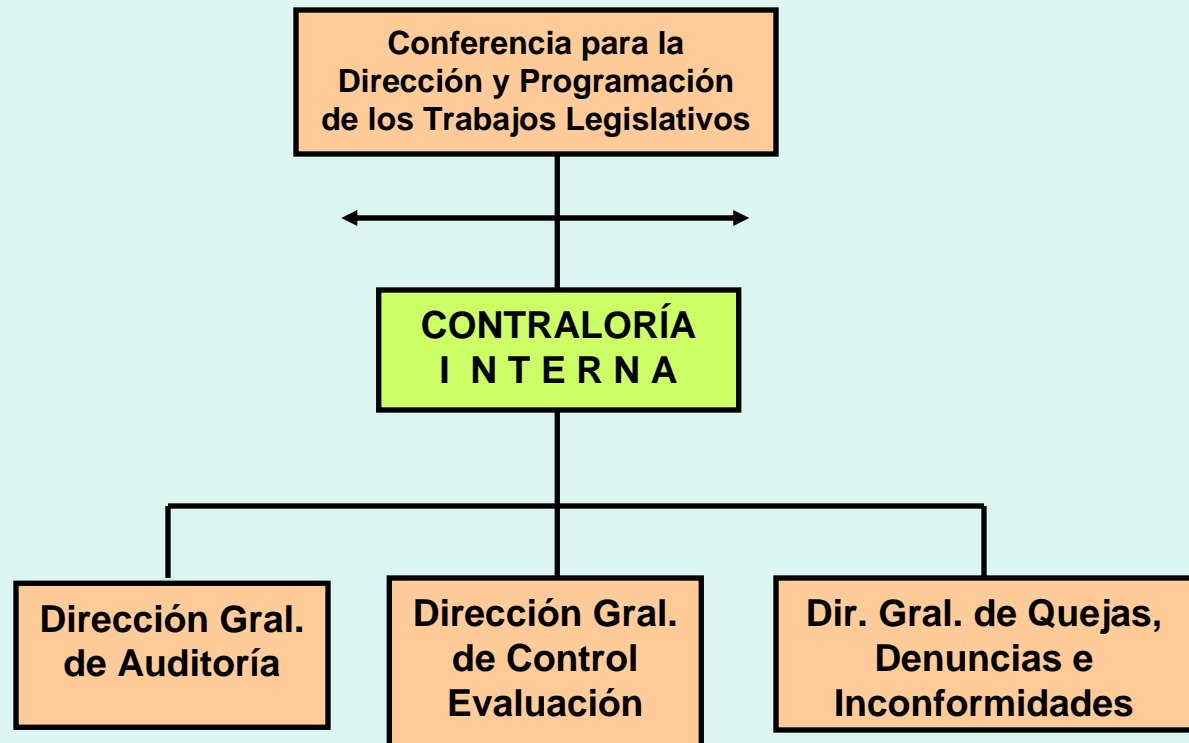 Conferencia para la
Dirección y Programación
de los Trabajos Legislativos
CONTRALORÍA
I N T E R N A
Dirección Gral.
de Auditoría
Dirección Gral.
de Control
Evaluación
Dir. Gral. de Quejas,
Denuncias e
Inconformidades